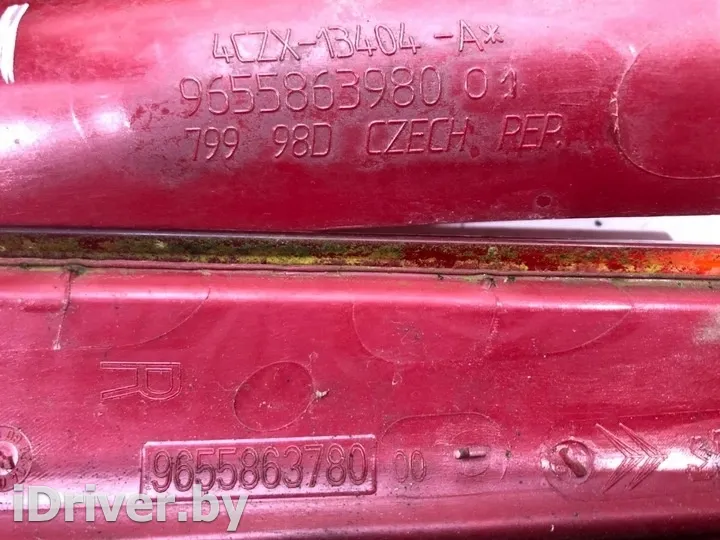 4CZX-13404-A*
9655863980 01
799 98D CZECH REP.
R
9655863780 00
iDriver.by